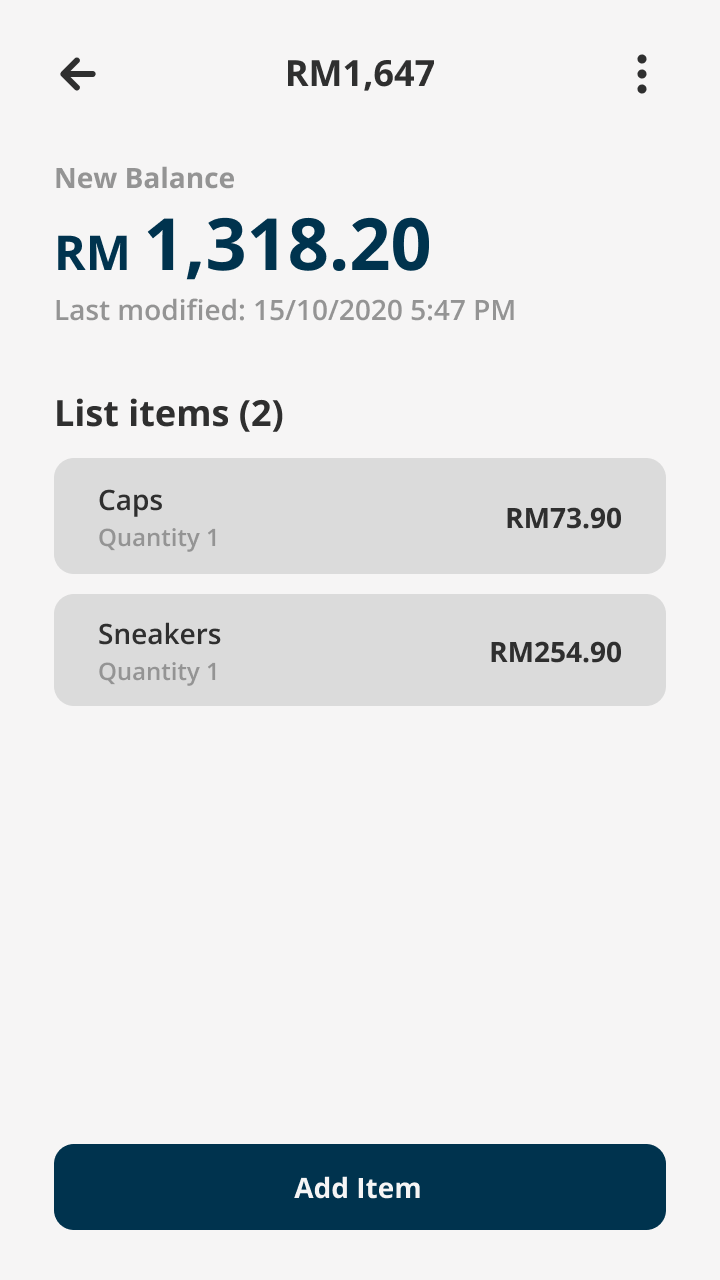 RM1,647
New Balance
RM 1,318.20
Last modified: 15/10/2020 5:47 PM
List items (2)
Caps
Quantity 1
RM73.90
Sneakers
Quantity 1
RM254.90
Add Item